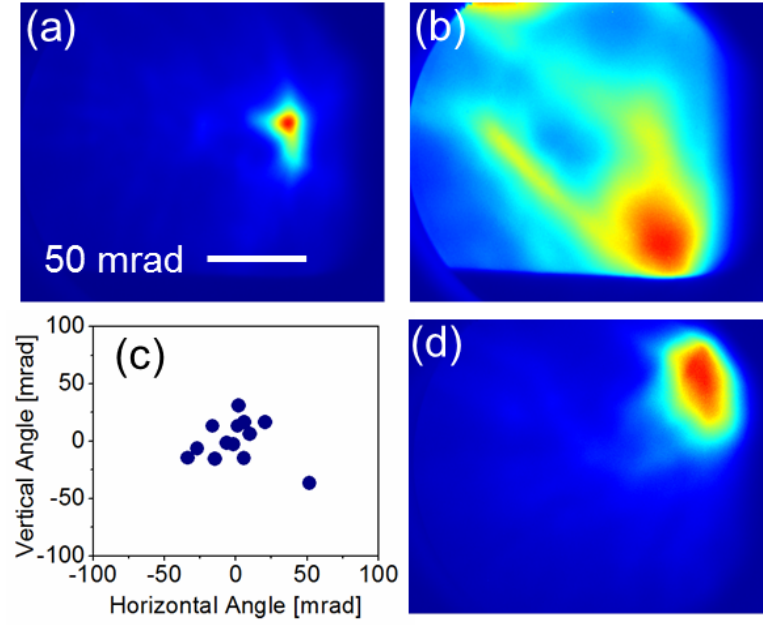 (a)
(b)
50 mrad
(c)
(d)
100
50
0
-50
-100
Vertical Angle [mrad]
-100
-50
0
50
100
Horizontal Angle [mrad]